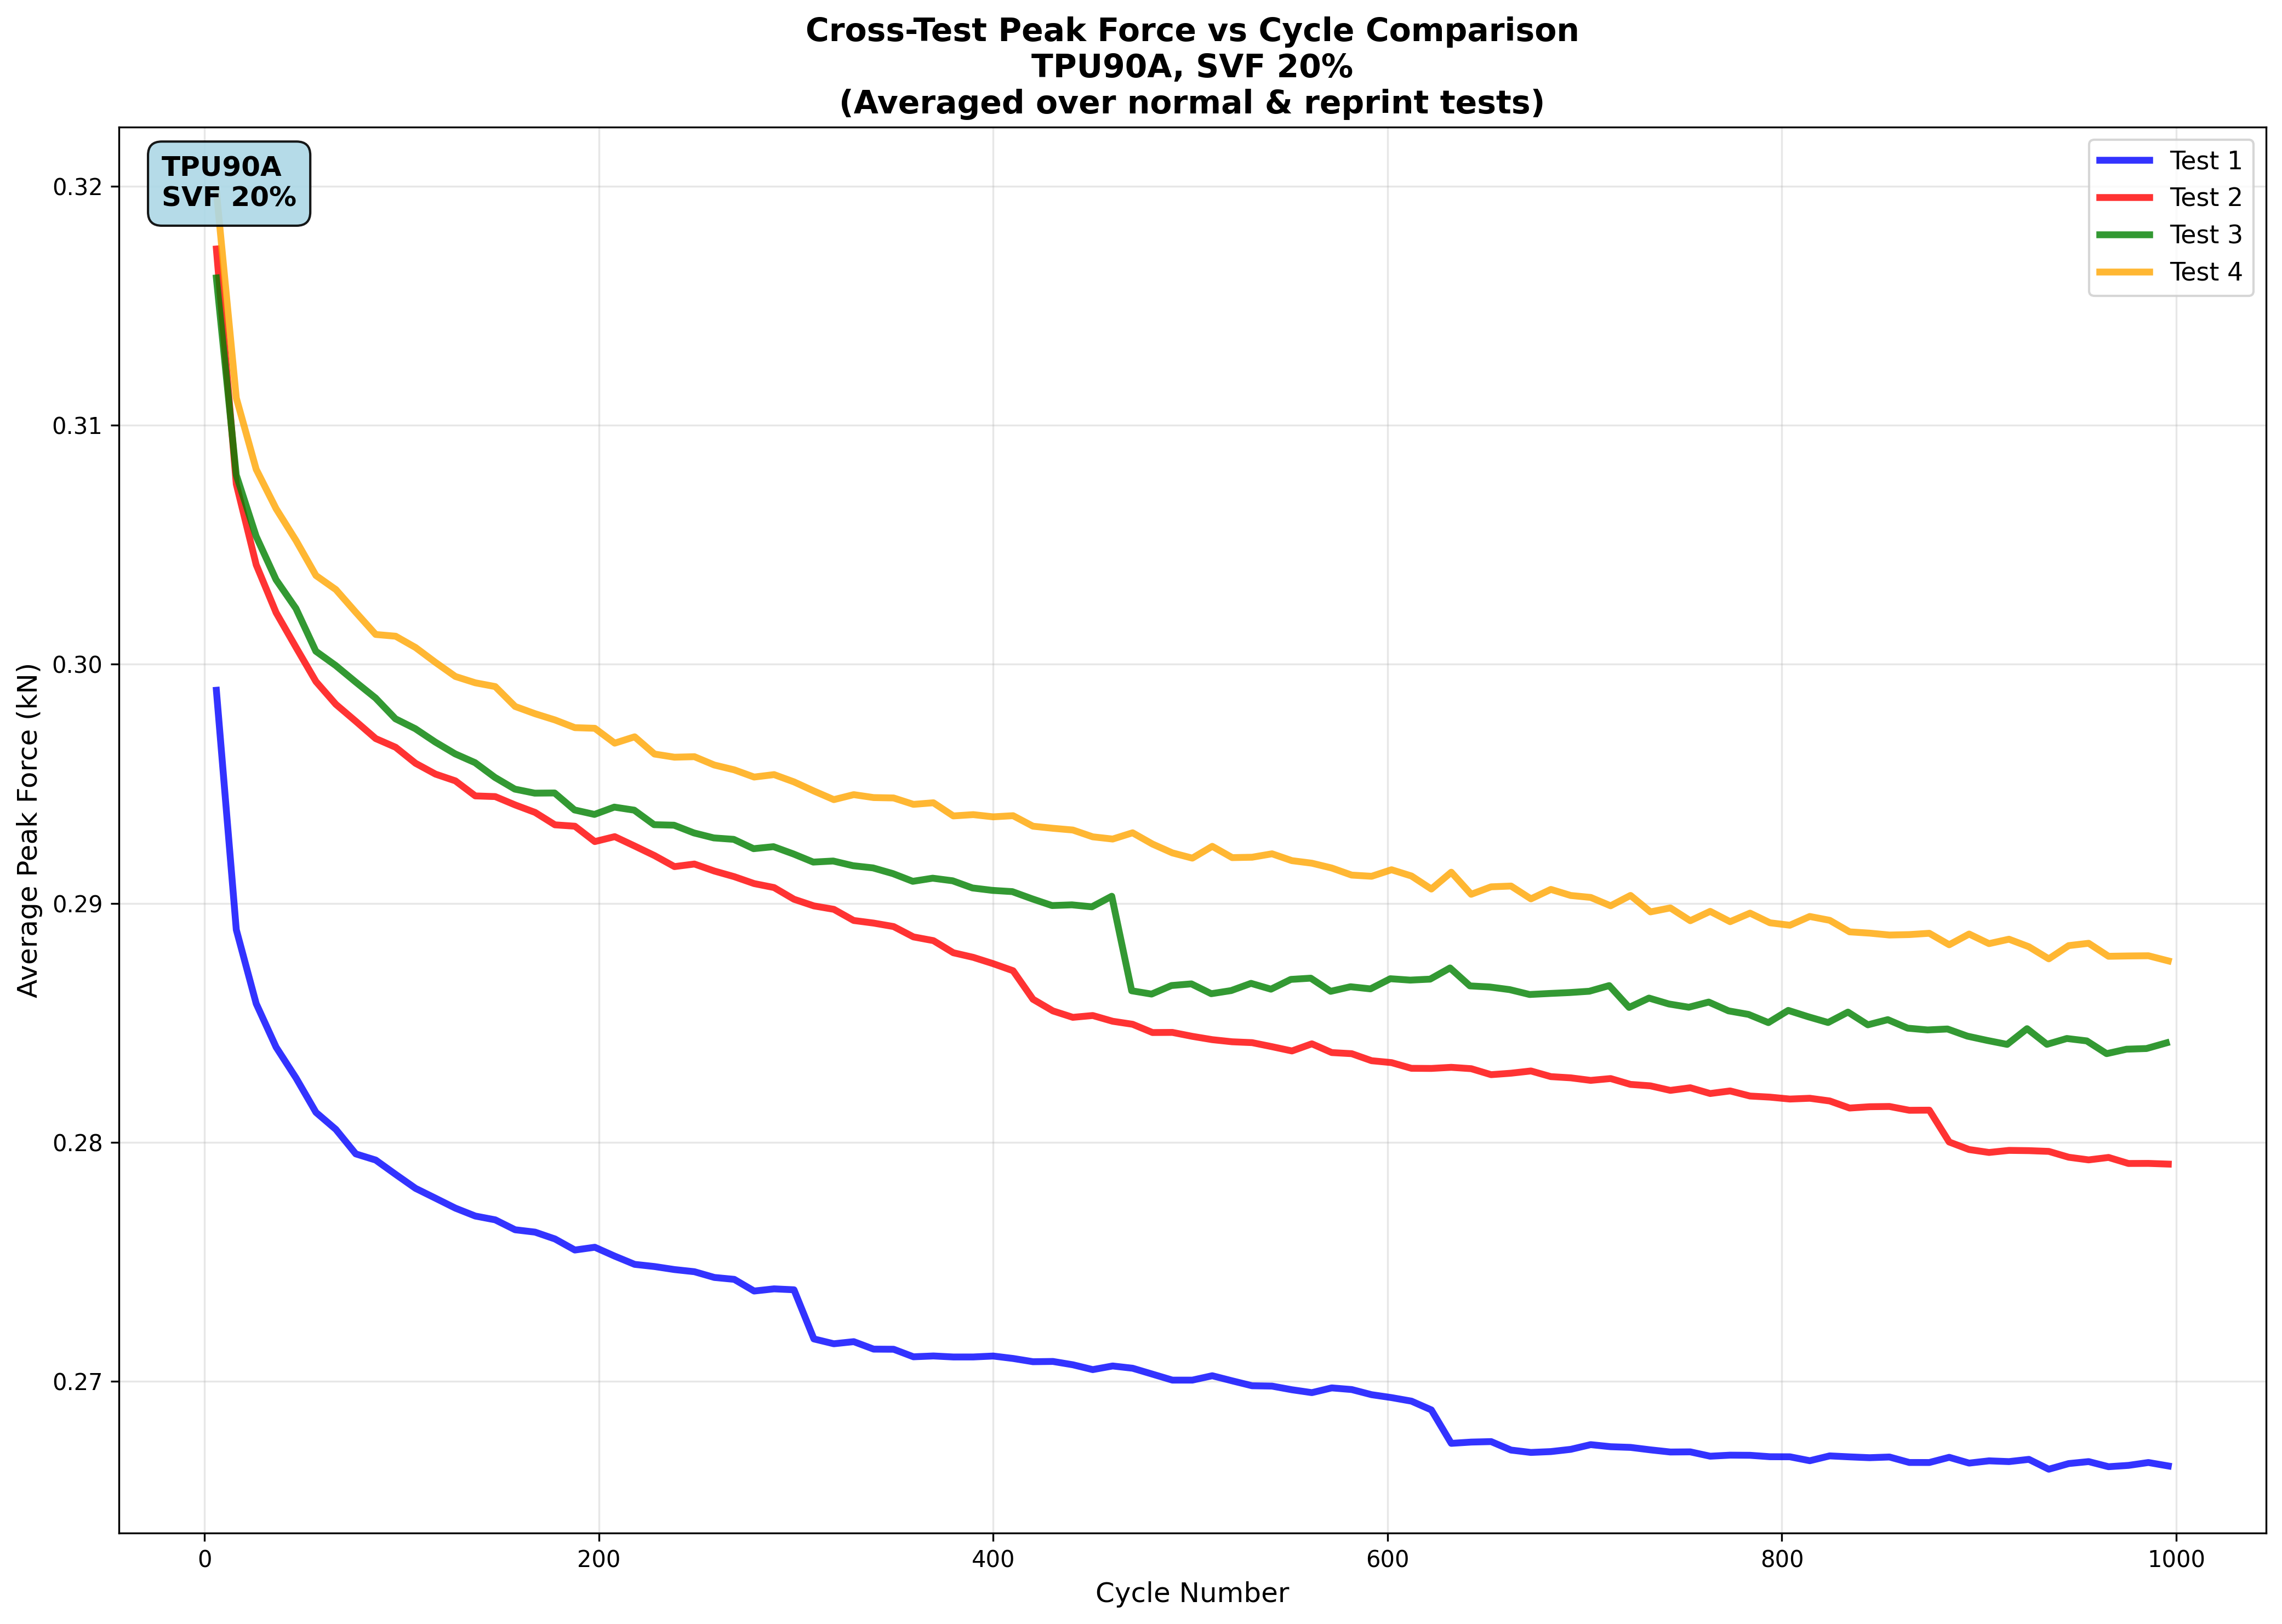 Cross-Test Peak Force vs Cycle Comparison
TPU90A, SVF 20%
(Averaged over normal & reprint tests)
TPU90A
SVF 20%
Test 1
Test 2
Test 3
Test 4
Average Peak Force (kN)
0.32
0.31
0.30
0.29
0.28
0.27
0
200
400
600
800
1000
Cycle Number